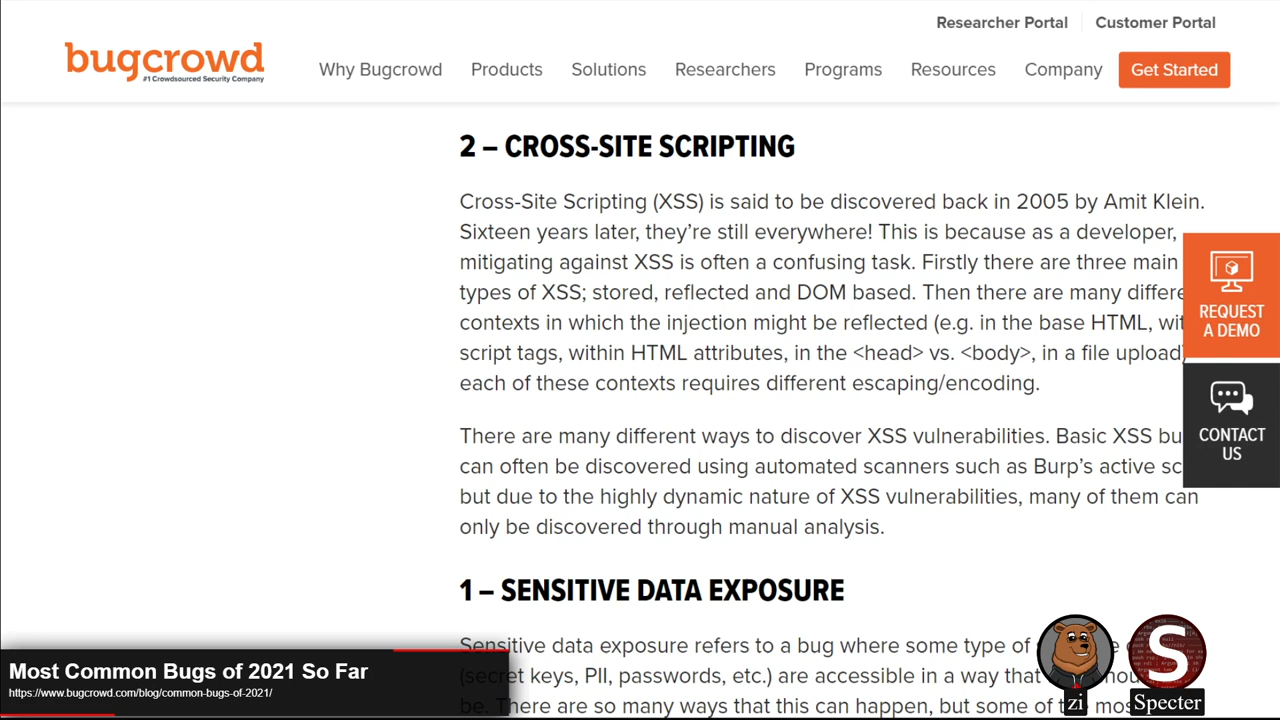 Researcher Portal
Customer Portal
bugcrowd
#1 Crowdsourced Security Company
Why Bugcrowd
Products
Solutions
Researchers
Programs
Resources
Company
Get Started
2 – CROSS-SITE SCRIPTING
Cross-Site Scripting (XSS) is said to be discovered back in 2005 by Amit Klein.
Sixteen years later, they're still everywhere! This is because as a developer,
mitigating against XSS is often a confusing task. Firstly there are three main
types of XSS; stored, reflected and DOM based. Then there are many differe
contexts in which the injection might be reflected (e.g. in the base HTML, wit
script tags, within HTML attributes, in the <head> vs. <body>, in a file upload)
each of these contexts requires different escaping/encoding.
There are many different ways to discover XSS vulnerabilities. Basic XSS bu
can often be discovered using automated scanners such as Burp's active sc
but due to the highly dynamic nature of XSS vulnerabilities, many of them can
only be discovered through manual analysis.
REQUEST
A DEMO
CONTACT
US
1 – SENSITIVE DATA EXPOSURE
Sensitive data exposure refers to a bug where some type of
(secret keys, PII, passwords, etc.) are accessible in a way that
be. There are so many ways that this can happen, but some of
Most Common Bugs of 2021 So Far
https://www.bugcrowd.com/blog/common-bugs-of-2021/
zi
S
Specter